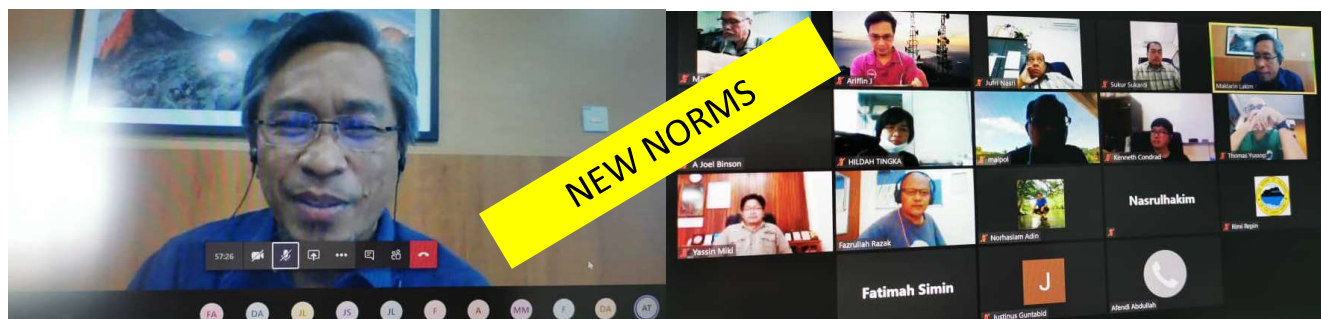 NEW NORMS
57:26
FA
DA
JL
JS
JL
F
A
MM
F
DA
AT
Ariffin J
Jufri Nasri
Sukur Sukardi
Maklarin Lakim
A Joel Binson
HILDAH TINGKA
maipol
Kenneth Condrad
Thomas Yussop
Yassin Miki
Fazrullah Razak
Norhaslam Adin
Nasrulhakim
Rimi Repin
Fatimah Simin
J
Justinus Guntabid
Afendi Abdullah